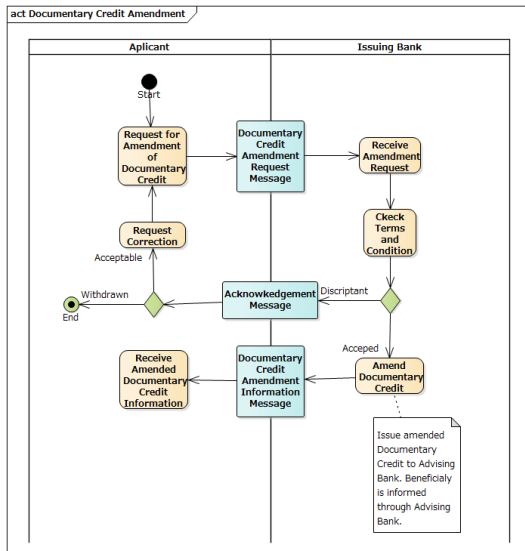 act Documentary Credit Amendment
Aplicant
Issuing Bank
Start
Request for
Amendment
of
Documentary
Credit
Documentary
Credit
Amendment
Request
Message
Receive
Amendment
Request
Request
Correction
Ckeck
Terms
and
Condition
Acceptable
Withdrawn
End
Acknowkedgement
Message
Discriptant
Acceped
Receive
Amended
Documentary
Credit
Information
Documentary
Credit
Amendment
Information
Message
Amend
Documentary
Credit
Issue amended
Documentary
Credit to Advising
Bank. Beneficialy
is informed
through Advising
Bank.